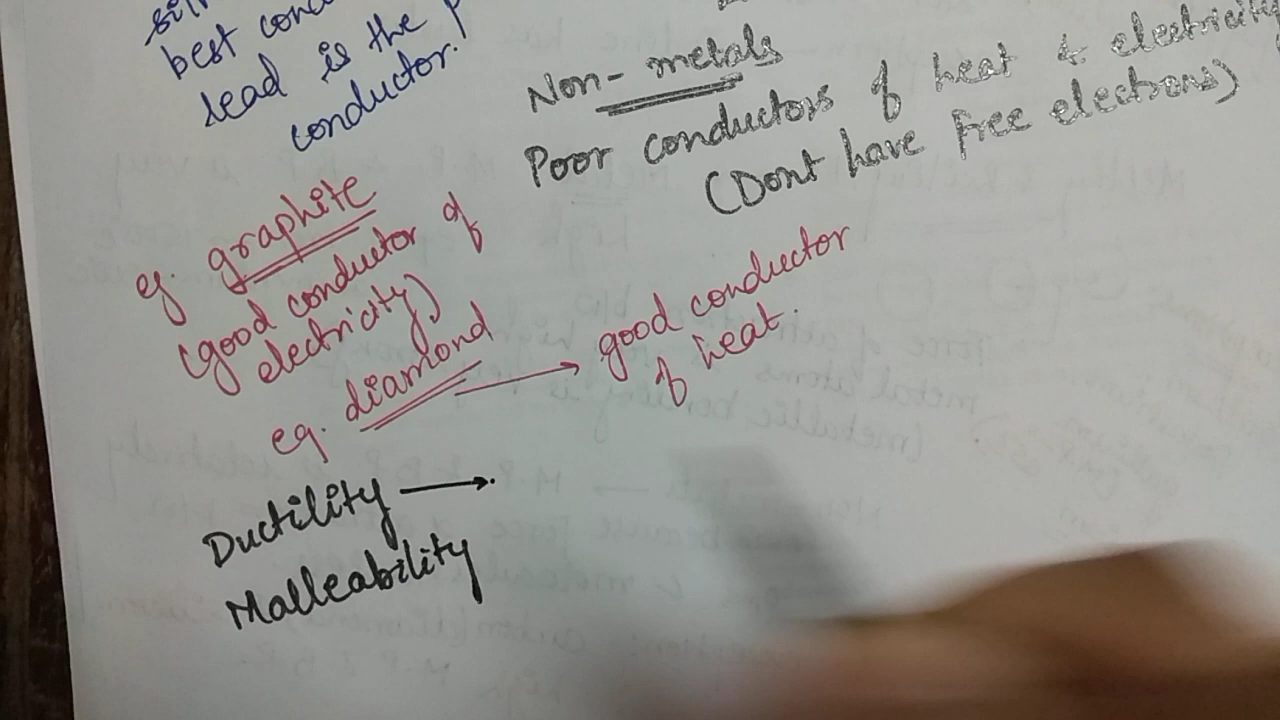 best
lead is the
conductor.
Non-metals
Poor conductors of heat & electricity
(Dont have free electrons)
eg. graphite
(good conductor of
electricity)
eg. diamond → good conductor
of heat.
Ductility →
Malleability